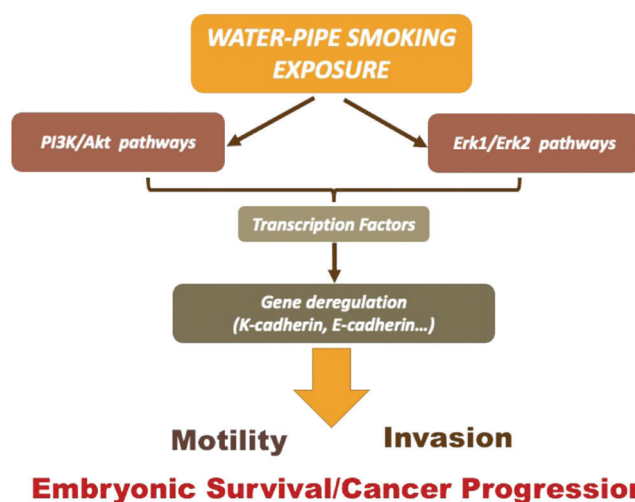 WATER-PIPE SMOKING
EXPOSURE
PI3K/Akt pathways
Erk1/Erk2 pathways
Transcription Factors
Gene deregulation
(K-cadherin, E-cadherin...)
Motility
Invasion
Embryonic Survival/Cancer Progression